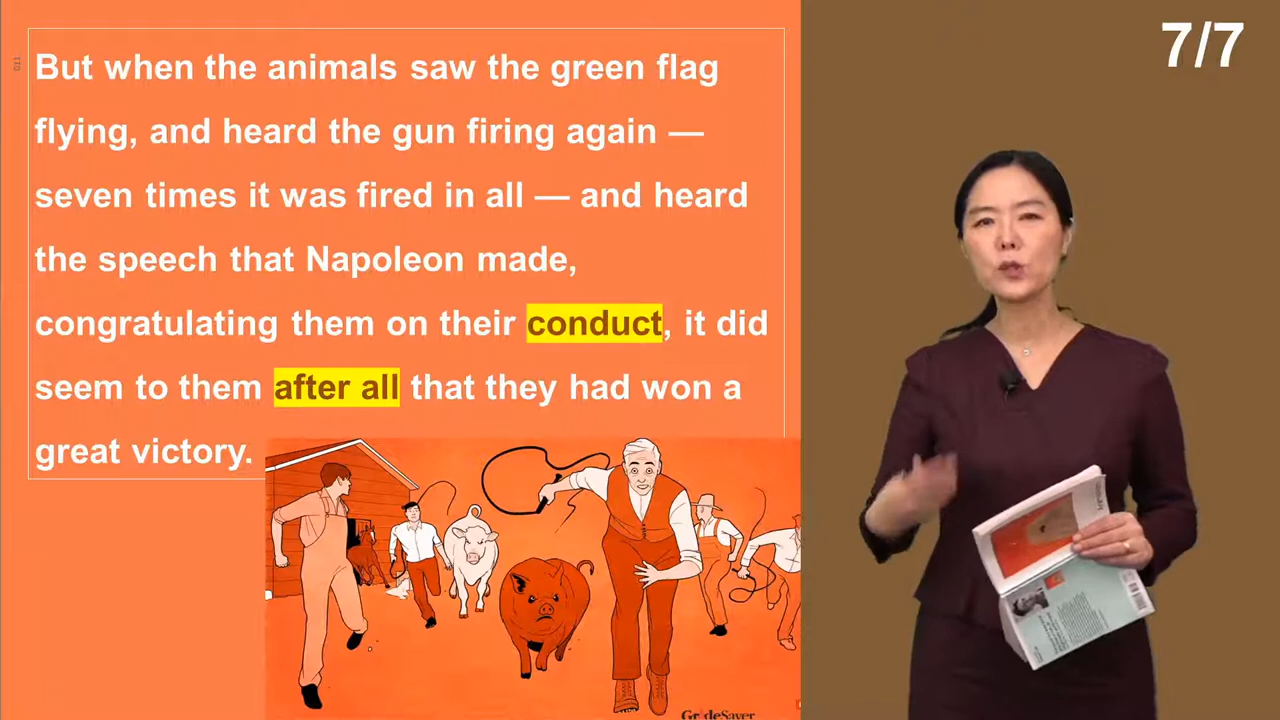 7/7
But when the animals saw the green flag
flying, and heard the gun firing again —
seven times it was fired in all — and heard
the speech that Napoleon made,
congratulating them on their conduct, it did
seem to them after all that they had won a
great victory.
GradeSaver